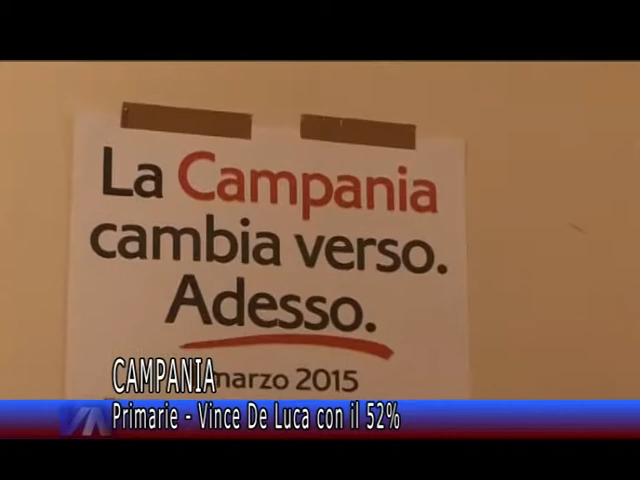 La Campania
cambia verso.
Adesso.
marzo 2015
CAMPANIA
Primarie - Vince De Luca con il 52%